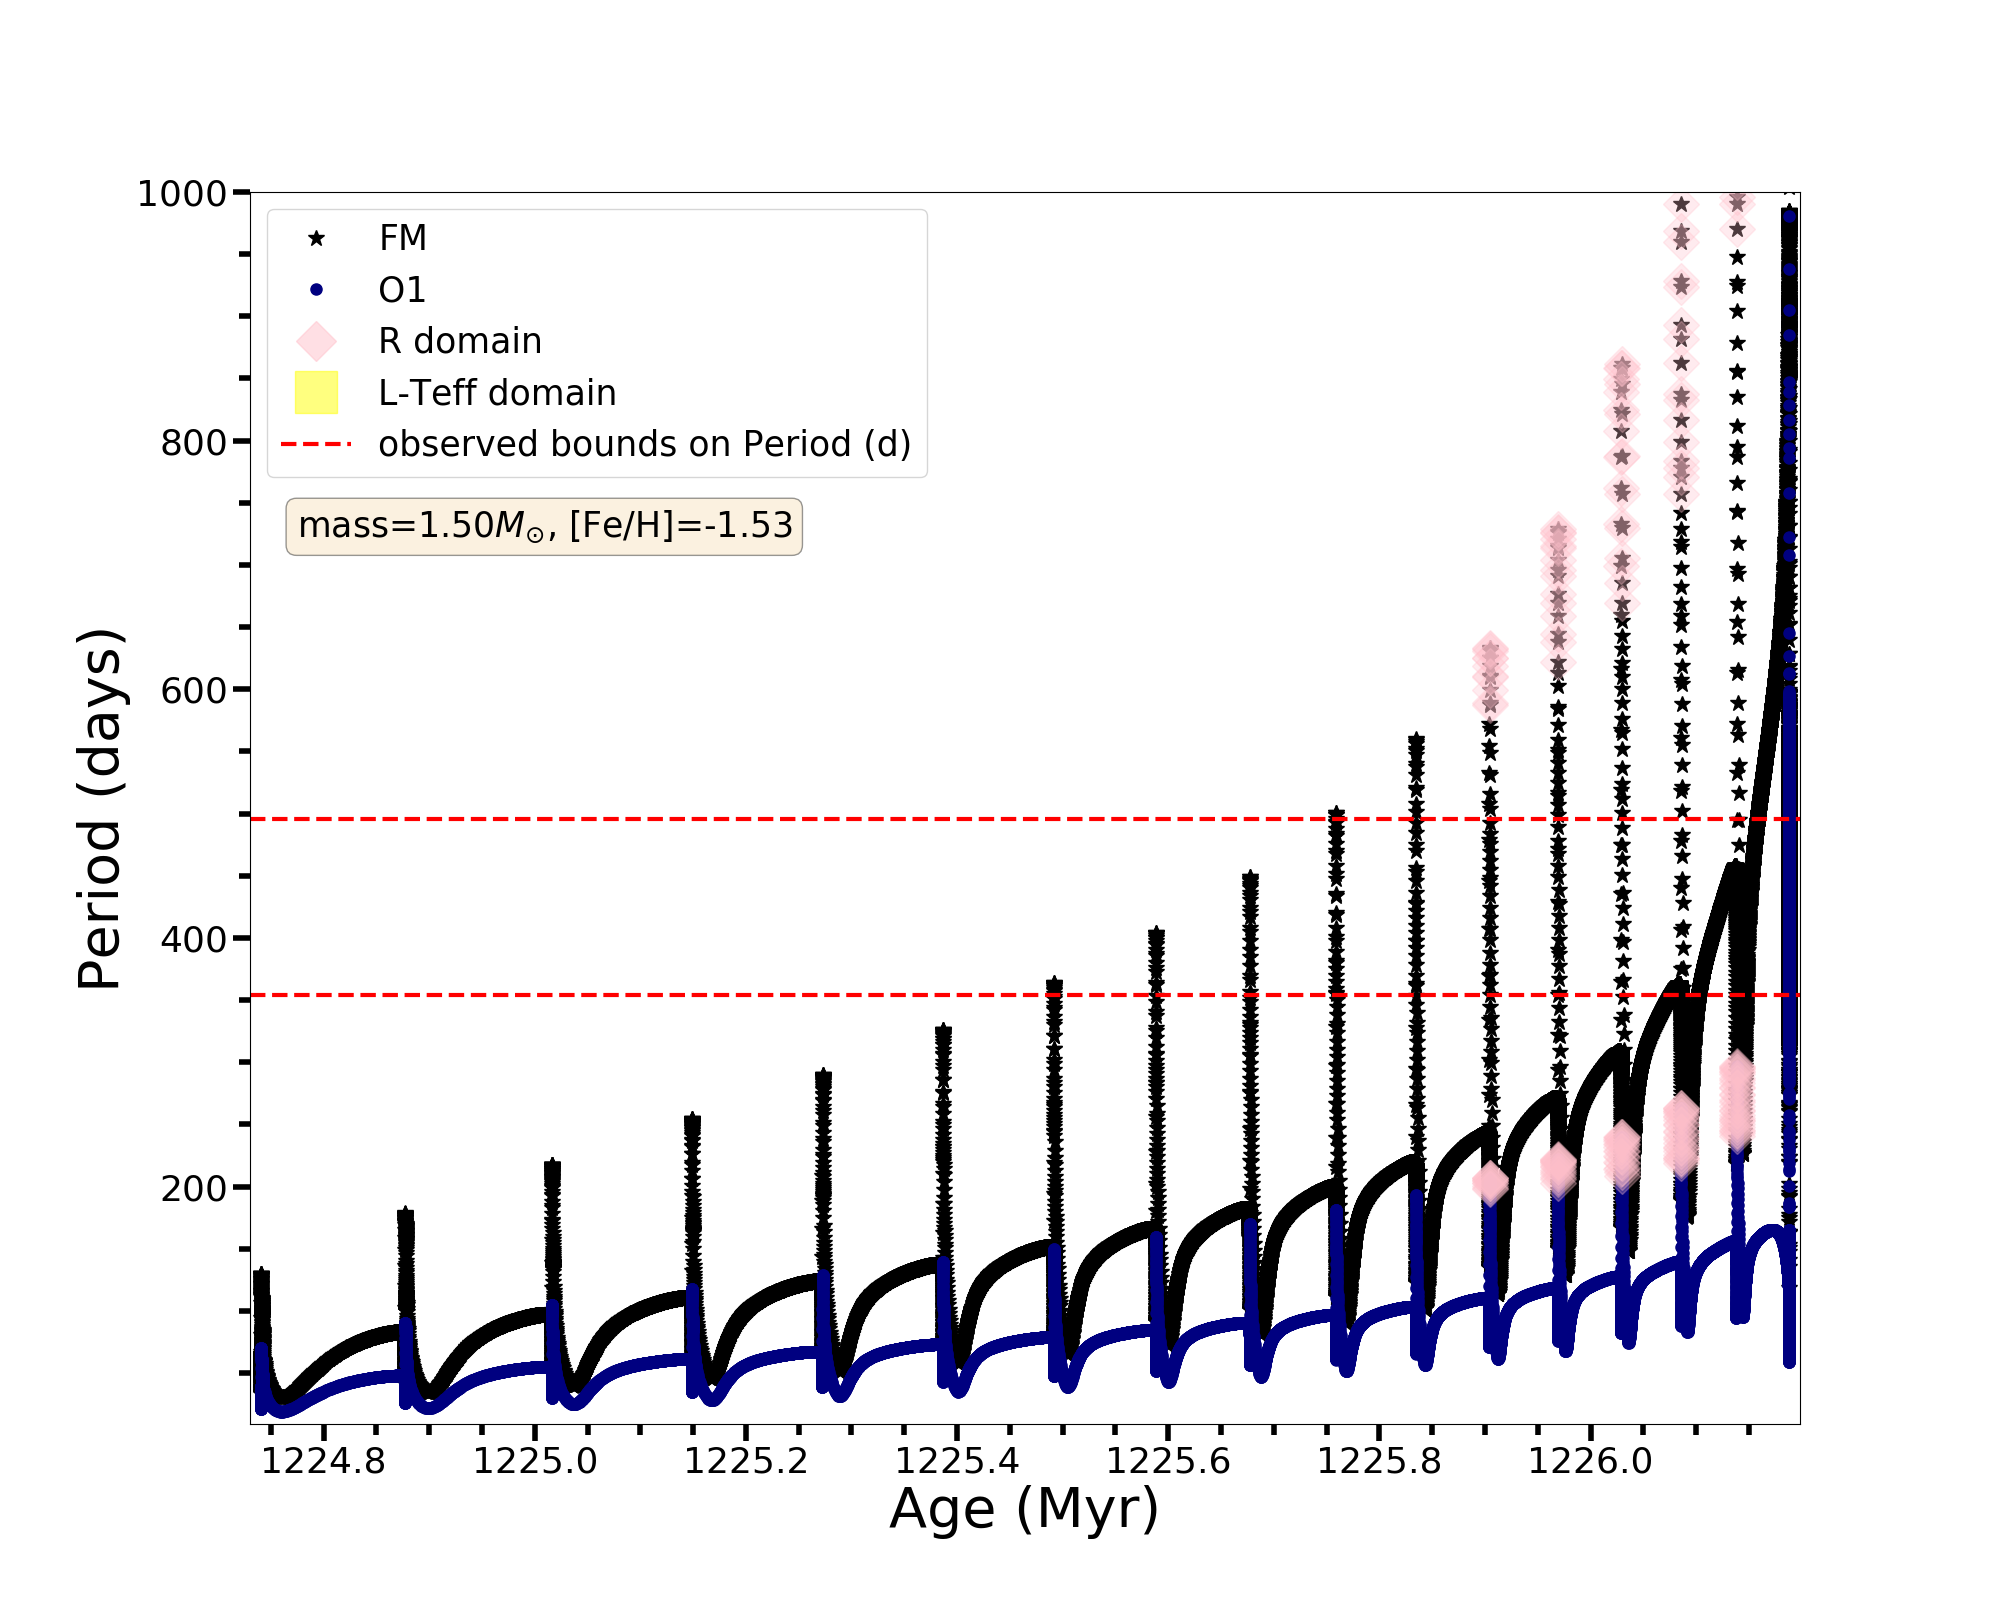 FM
O1
R domain
L-Teff domain
observed bounds on Period (d)
mass=1.50M☉, [Fe/H]=-1.53
Period (days)
1000
800
600
400
200
1224.8 1225.0 1225.2 1225.4 1225.6 1225.8 1226.0
Age (Myr)